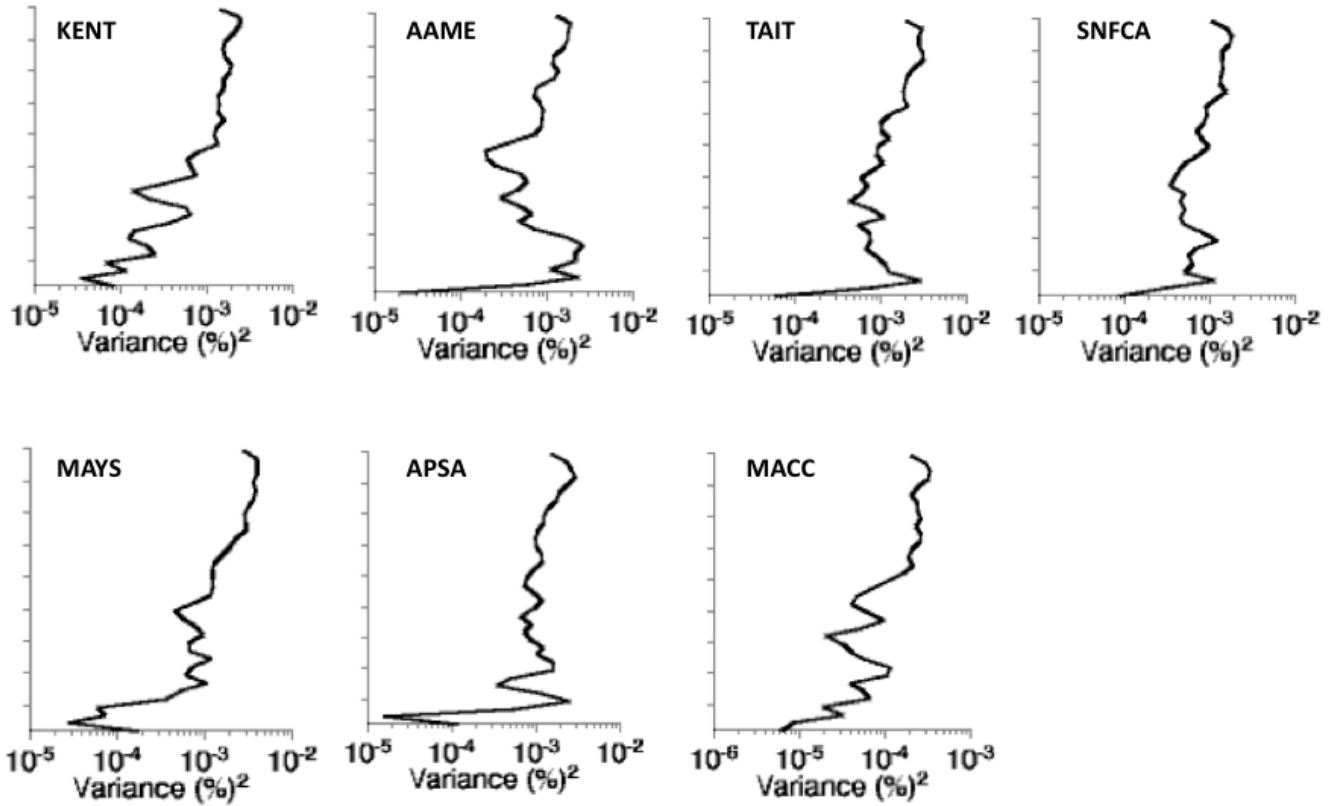 KENT AAME TAIT SNFCA
10⁻⁵ 10⁻⁴ 10⁻³ 10⁻² 10⁻⁵ 10⁻⁴ 10⁻³ 10⁻² 10⁻⁵ 10⁻⁴ 10⁻³ 10⁻² 10⁻⁵ 10⁻⁴ 10⁻³ 10⁻²
Variance (%)² Variance (%)² Variance (%)² Variance (%)²
MAYS APSA MACC
10⁻⁵ 10⁻⁴ 10⁻³ 10⁻² 10⁻⁵ 10⁻⁴ 10⁻³ 10⁻² 10⁻⁶ 10⁻⁵ 10⁻⁴ 10⁻³
Variance (%)² Variance (%)² Variance (%)²